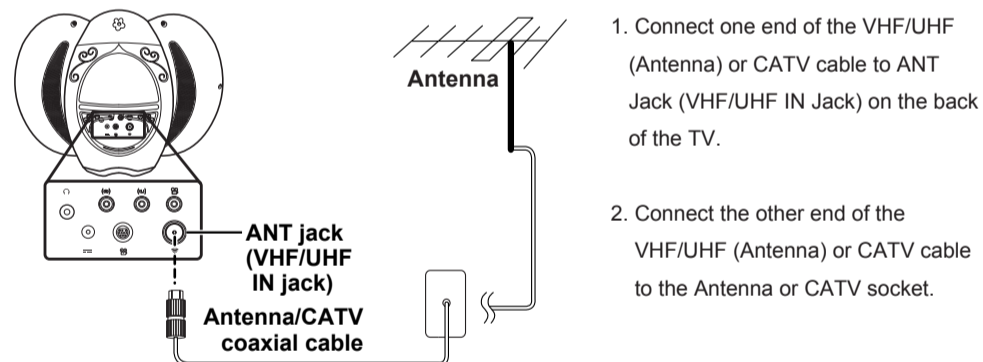 Antenna
ANT jack
(VHF/UHF
IN jack)
Antenna/CATV
coaxial cable
1. Connect one end of the VHF/UHF
(Antenna) or CATV cable to ANT
Jack (VHF/UHF IN Jack) on the back
of the TV.
2. Connect the other end of the
VHF/UHF (Antenna) or CATV cable
to the Antenna or CATV socket.